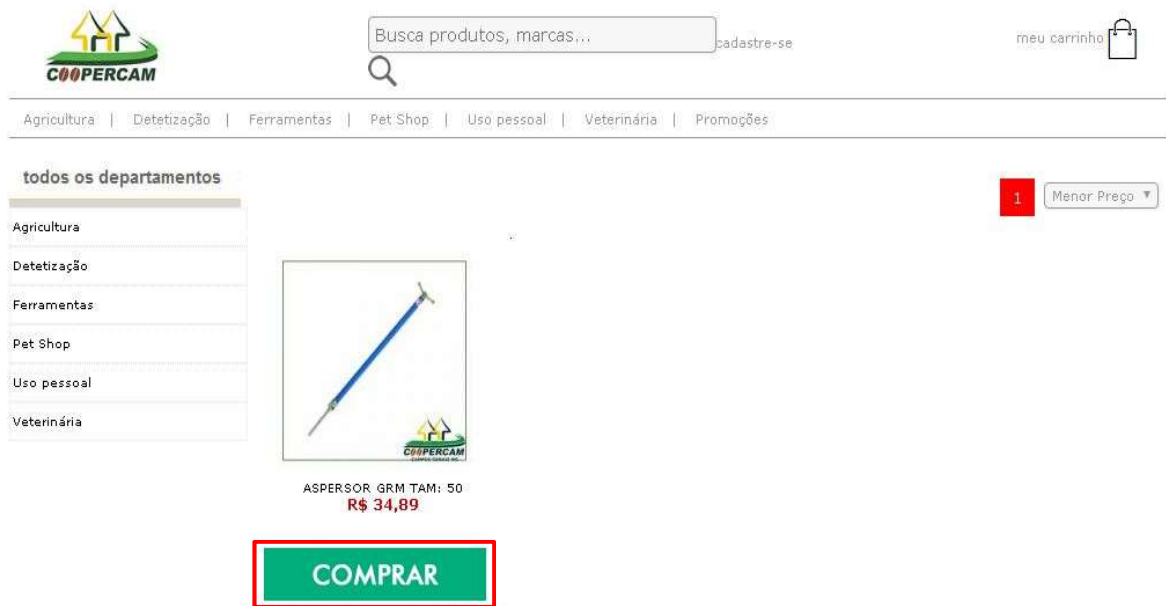 COOPERCAM
Busca produtos, marcas...
cadastre-se
meu carrinho
Agricultura | Detetização | Ferramentas | Pet Shop | Uso pessoal | Veterinária | Promoções
todos os departamentos
1
Menor Preço
Agricultura
Detetização
Ferramentas
Pet Shop
Uso pessoal
Veterinária
COOPERCAM
ASPERSOR GRM TAM: 50
R$ 34,89
COMPRAR